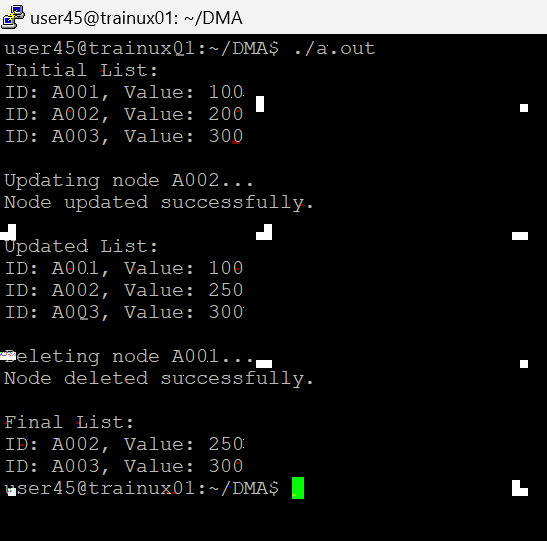 user45@trainux01: ~/DMA
user45@trainux01:~/DMA$ ./a.out
Initial List:
ID: A001, Value: 100
ID: A002, Value: 200
ID: A003, Value: 300
Updating node A002...
Node updated successfully.
Updated List:
ID: A001, Value: 100
ID: A002, Value: 250
ID: A003, Value: 300
Deleting node A001...
Node deleted successfully.
Final List:
ID: A002, Value: 250
ID: A003, Value: 300
user45@trainux01:~/DMA$